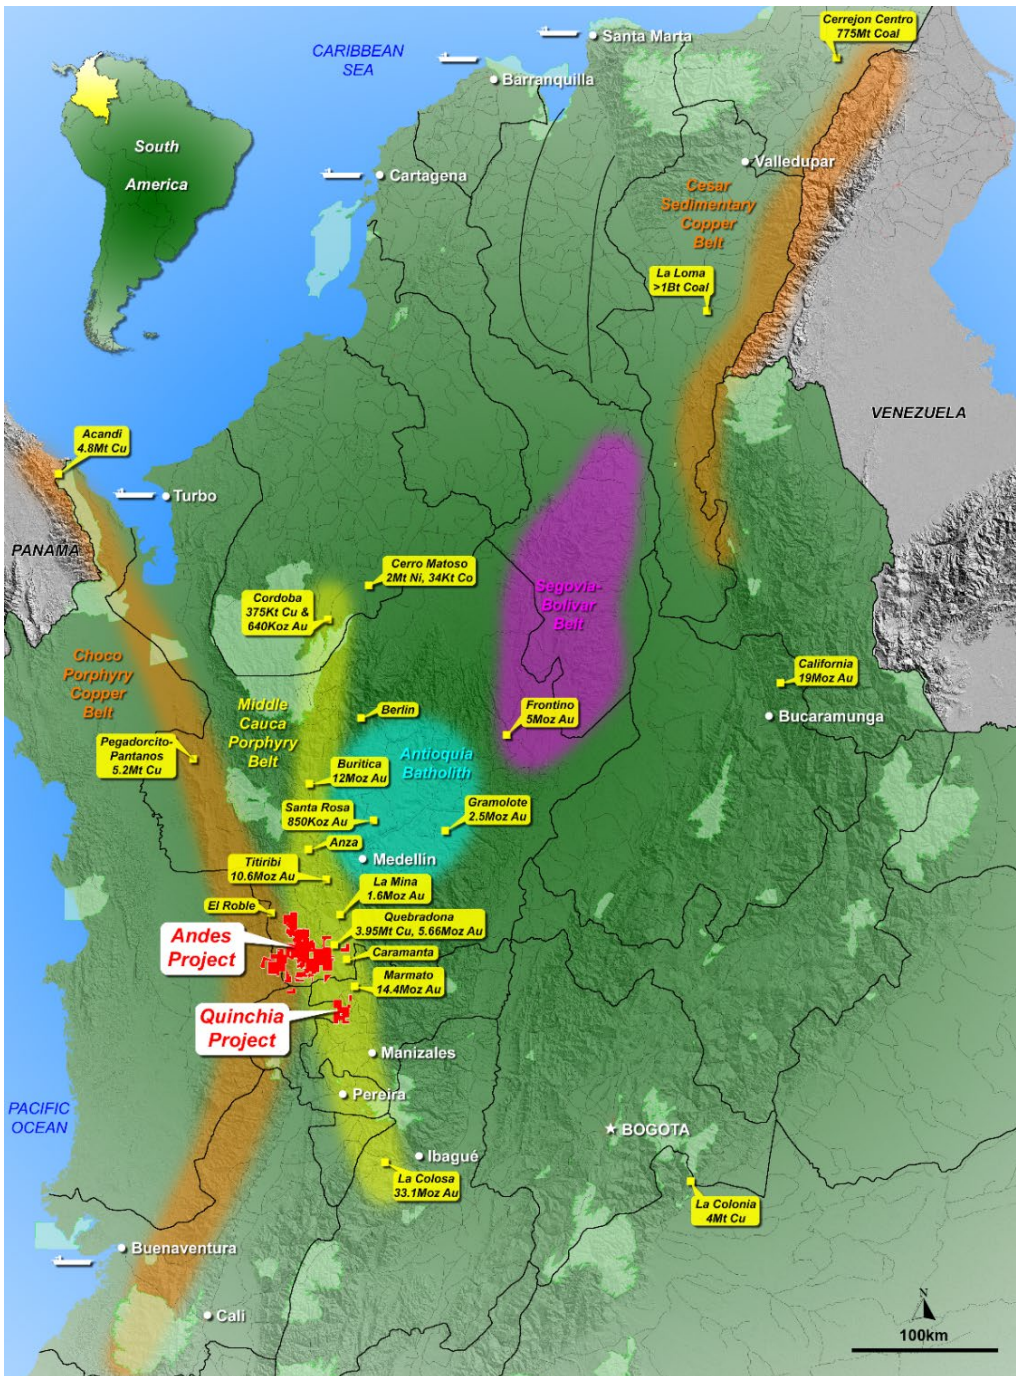 Cerrejon Centro
775Mt Coal
CARIBBEAN
SEA
Santa Marta
Barranquilla
South
America
Valledupar
Cartagena
Cesar
Sedimentary
Copper
Belt
La Loma
>1Bt Coal
VENEZUELA
Acandi
4.8Mt Cu
Turbo
PANAMA
Cerro Matoso
2Mt Ni, 34Kt Co
Cordoba
375Kt Cu &
640Koz Au
Segovia-
Bolivar
Belt
Choco
Porphyry
Copper
Belt
California
19Moz Au
Middle
Cauca
Porphyry
Belt
Berlin
Frontino
5Moz Au
Bucaramunga
Pegadorcito-
Pantanos
5.2Mt Cu
Antioquia
Batholith
Buritica
12Moz Au
Santa Rosa
850Koz Au
Gramolote
2.5Moz Au
Anza
Medellin
Titiribi
10.6Moz Au
La Mina
1.6Moz Au
El Roble
Quebradona
3.95Mt Cu, 5.66Moz Au
Andes
Project
Caramanta
Marmato
14.4Moz Au
Quinchia
Project
Manizales
Pereira
PACIFIC
OCEAN
BOGOTA
Ibagué
La Colosa
33.1Moz Au
La Colonia
4Mt Cu
Buenaventura
Cali
N
100km